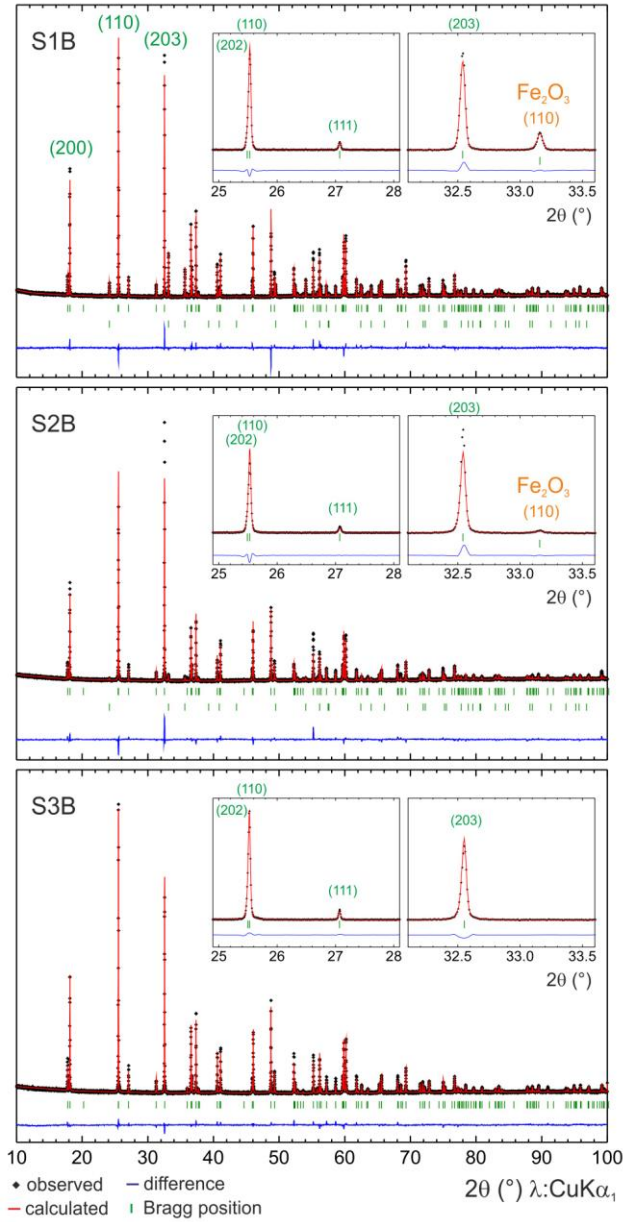 S1B
(110)
(203)
(200)
(110)
(202)
(111)
(203)
Fe₂O₃
(110)
25 26 27 28
32.5 33.0 33.5
2θ (°)
S2B
(110)
(202)
(111)
(203)
Fe₂O₃
(110)
25 26 27 28
32.5 33.0 33.5
2θ (°)
S3B
(110)
(202)
(111)
(203)
25 26 27 28
32.5 33.0 33.5
2θ (°)
10 20 30 40 50 60 70 80 90 100
observed difference
calculated Bragg position
2θ (°) λ:CuKα₁